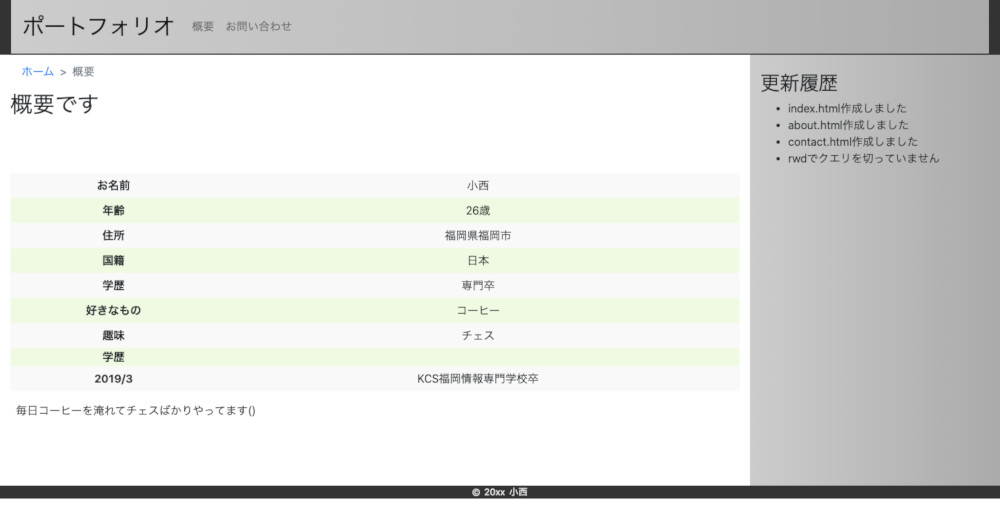 ポートフォリオ 概要 お問い合わせ
ホーム > 概要
概要です
お名前 小西
年齢 26歳
住所 福岡県福岡市
国籍 日本
学歴 専門卒
好きなもの コーヒー
趣味 チェス
学歴
2019/3 KCS福岡情報専門学校卒
毎日コーヒーを淹れてチェスばかりやってます()
更新履歴
index.html作成しました
about.html作成しました
contact.html作成しました
rwdでクエリを切っていません
© 20xx 小西